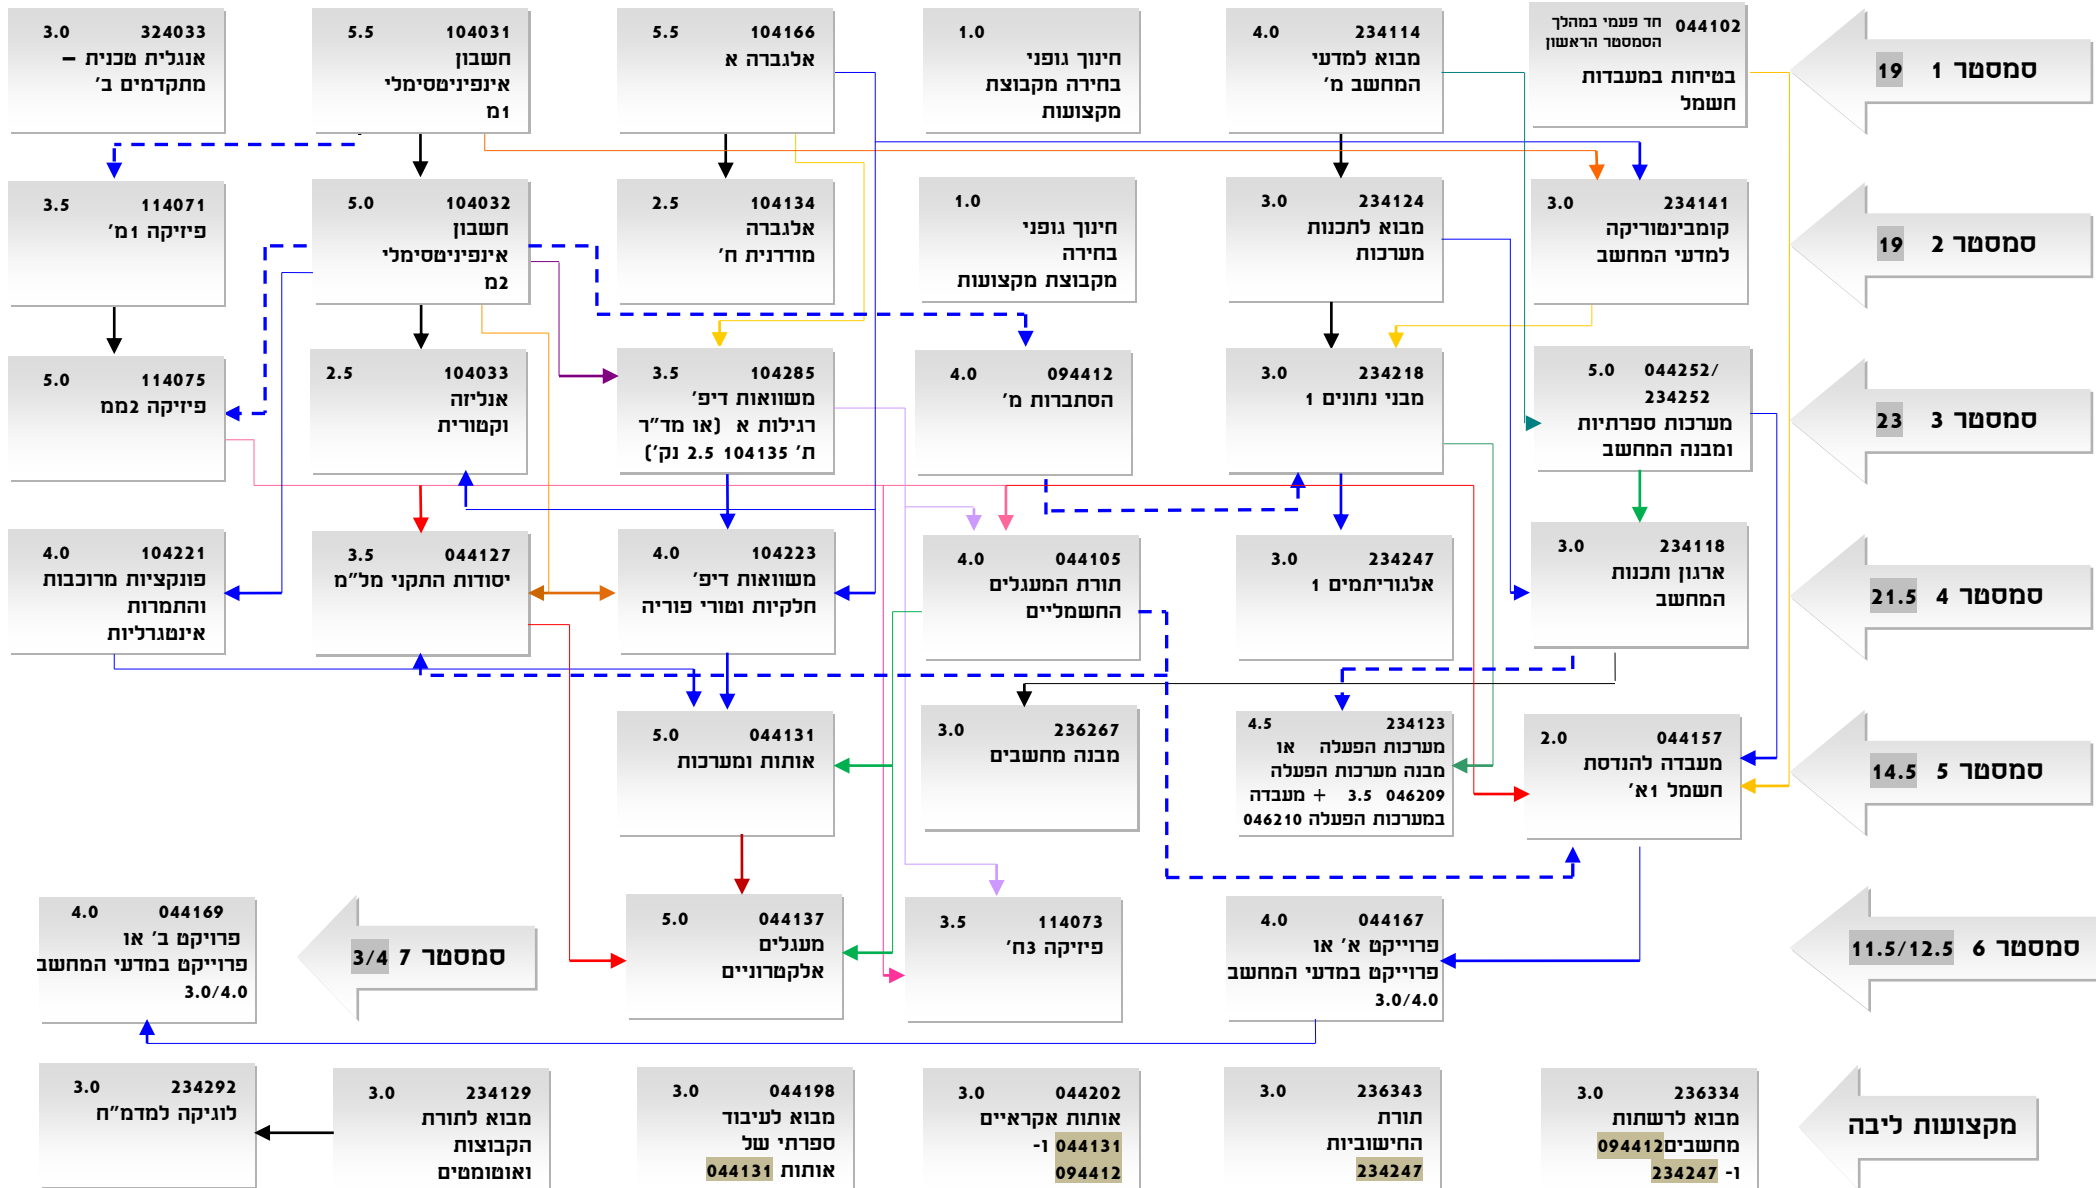 סמסטר 1 19
044102 חד פעמי במהלך
הסמסטר הראשון
בטיחות במעבדות
חשמל
234114 4.0
מבוא למדעי
המחשב מ'
1.0
חינוך גופני
בחירה מקבוצת
מקצועות
104166 5.5
אלגברה א
104031 5.5
חשבון
אינפיניטסימלי
1מ
324033 3.0
אנגלית טכנית –
מתקדמים ב'
סמסטר 2 19
234141 3.0
קומבינטוריקה
למדעי המחשב
234124 3.0
מבוא לתכנות
מערכות
1.0
חינוך גופני
בחירה
מקבוצת מקצועות
104134 2.5
אלגברה
מודרנית ח'
104032 5.0
חשבון
אינפיניטסימלי
2מ
114071 3.5
פיזיקה 1מ'
סמסטר 3 23
044252/ 5.0
234252
מערכות ספרתיות
ומבנה המחשב
234218 3.0
מבני נתונים 1
094412 4.0
הסתברות מ'
104285 3.5
משוואות דיפ'
רגילות א (או מד"ר
ת' 104135 2.5 נק')
104033 2.5
אנליזה
וקטורית
114075 5.0
פיזיקה 2ממ
סמסטר 4 21.5
234118 3.0
ארגון ותכנות
המחשב
234247 3.0
אלגוריתמים 1
044105 4.0
תורת המעגלים
החשמליים
104223 4.0
משוואות דיפ'
חלקיות וטורי פוריה
044127 3.5
יסודות התקני מל"מ
104221 4.0
פונקציות מרוכבות
והתמרות
אינטגרליות
סמסטר 5 14.5
044157 2.0
מעבדה להנדסת
חשמל 1א'
234123 4.5
מערכות הפעלה או
מבנה מערכות הפעלה
046209 3.5 + מעבדה
במערכות הפעלה 046210
236267 3.0
מבנה מחשבים
044131 5.0
אותות ומערכות
סמסטר 6 11.5/12.5
044167 4.0
פרוייקט א' או
פרוייקט במדעי המחשב
3.0/4.0
114073 3.5
פיזיקה 3ח'
044137 5.0
מעגלים
אלקטרוניים
סמסטר 7 3/4
044169 4.0
פרויקט ב' או
פרוייקט במדעי המחשב
3.0/4.0
מקצועות ליבה
236334 3.0
מבוא לרשתות
מחשבים094412
ו- 234247
236343 3.0
תורת
החישוביות
234247
044202 3.0
אותות אקראיים
044131 ו-
094412
044198 3.0
מבוא לעיבוד
ספרתי של
אותות 044131
234129 3.0
מבוא לתורת
הקבוצות
ואוטומטים
234292 3.0
לוגיקה למדמ"ח